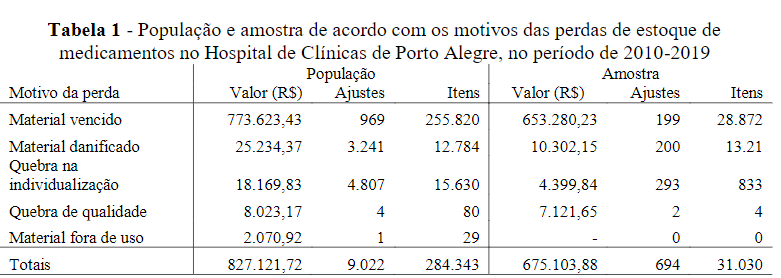 Tabela 1 - População e amostra de acordo com os motivos das perdas de estoque de
medicamentos no Hospital de Clínicas de Porto Alegre, no período de 2010-2019
População Amostra
Motivo da perda Valor (R$) Ajustes Itens Valor (R$) Ajustes Itens
Material vencido 773.623,43 969 255.820 653.280,23 199 28.872
Material danificado 25.234,37 3.241 12.784 10.302,15 200 13.21
Quebra na
individualização 18.169,83 4.807 15.630 4.399,84 293 833
Quebra de qualidade 8.023,17 4 80 7.121,65 2 4
Material fora de uso 2.070,92 1 29 - 0 0
Totais 827.121,72 9.022 284.343 675.103,88 694 31.030